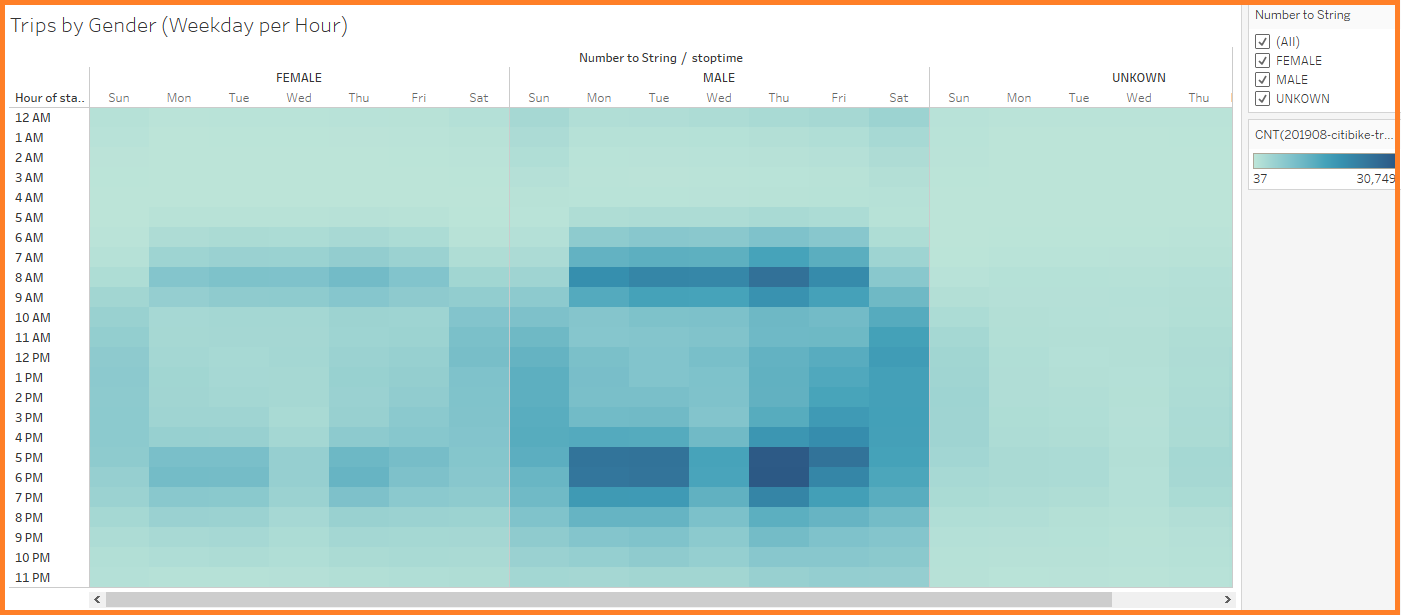 Trips by Gender (Weekday per Hour)
Number to String / stoptime
FEMALE MALE UNKOWN
Hour of sta.. Sun Mon Tue Wed Thu Fri Sat Sun Mon Tue Wed Thu Fri Sat Sun Mon Tue Wed Thu
12 AM
1 AM
2 AM
3 AM
4 AM
5 AM
6 AM
7 AM
8 AM
9 AM
10 AM
11 AM
12 PM
1 PM
2 PM
3 PM
4 PM
5 PM
6 PM
7 PM
8 PM
9 PM
10 PM
11 PM
Number to String
(All)
FEMALE
MALE
UNKOWN
CNT(201908-citibike-tr...
37 30,749